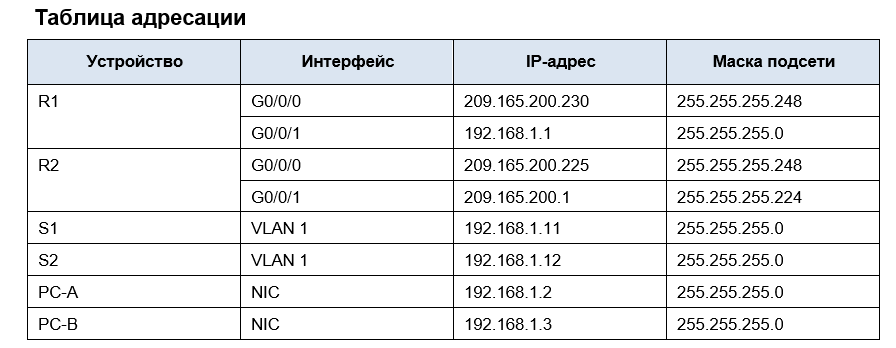 Таблица адресации
Устройство Интерфейс IP-адрес Маска подсети
R1 G0/0/0 209.165.200.230 255.255.255.248
G0/0/1 192.168.1.1 255.255.255.0
R2 G0/0/0 209.165.200.225 255.255.255.248
G0/0/1 209.165.200.1 255.255.255.224
S1 VLAN 1 192.168.1.11 255.255.255.0
S2 VLAN 1 192.168.1.12 255.255.255.0
PC-A NIC 192.168.1.2 255.255.255.0
PC-B NIC 192.168.1.3 255.255.255.0